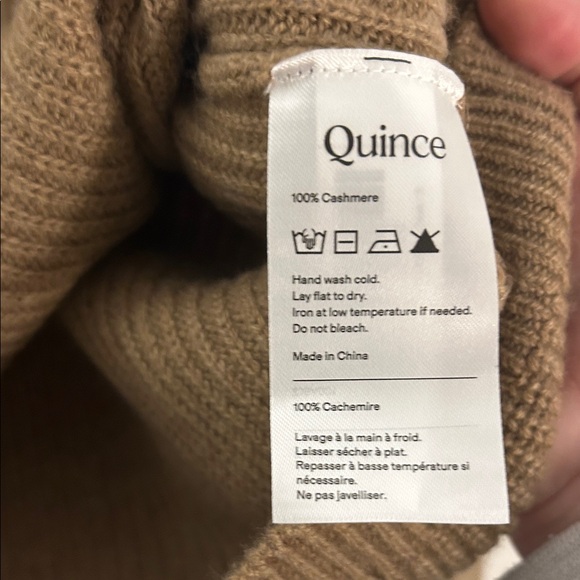 Quince
100% Cashmere
Hand wash cold.
Lay flat to dry.
Iron at low temperature if needed.
Do not bleach.
Made in China
100% Cachemire
Lavage à la main à froid.
Laisser sécher à plat.
Repasser à basse température si
nécessaire.
Ne pas javelliser.